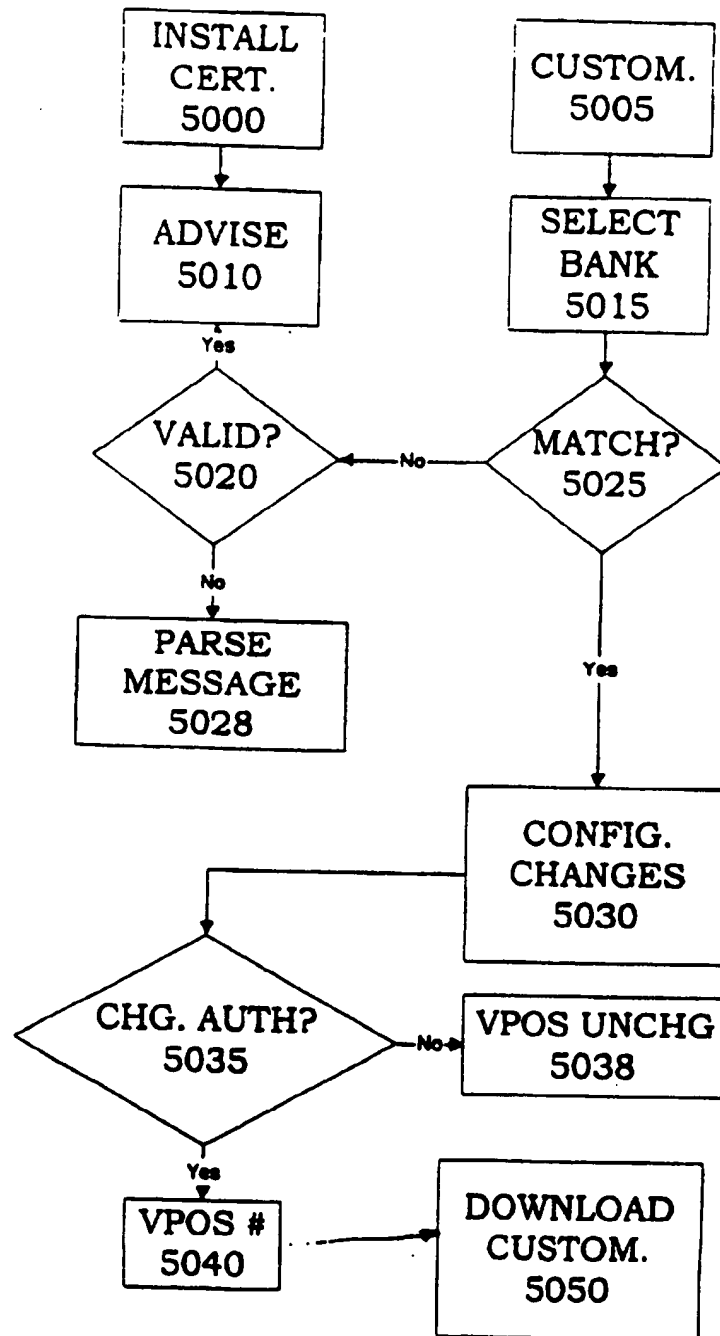 INSTALL
CERT.
5000
CUSTOM.
5005
ADVISE
5010
SELECT
BANK
5015
Yes
VALID?
5020
No
MATCH?
5025
No
PARSE
MESSAGE
5028
Yes
CONFIG.
CHANGES
5030
CHG. AUTH?
5035
No
VPOS UNCHG
5038
Yes
VPOS #
5040
DOWNLOAD
CUSTOM.
5050